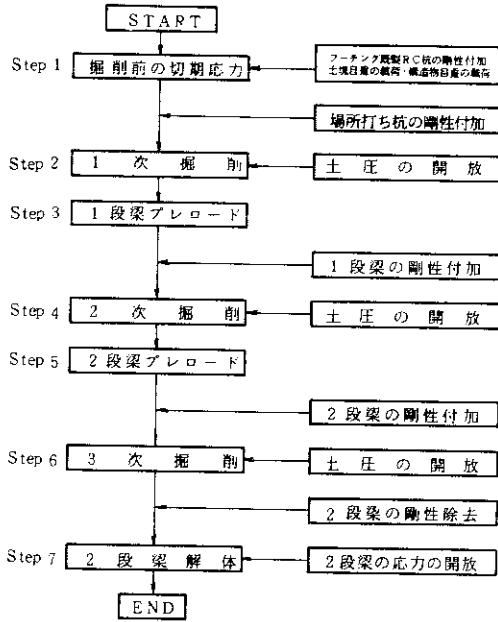 START
Step 1
掘削前の切期応力
フーチング既製RC杭の剛性付加
土塊自重の載荷・構造物自重の載荷
場所打ち杭の剛性付加
Step 2
1次掘削
土圧の開放
Step 3
1段梁プレロード
1段梁の剛性付加
Step 4
2次掘削
土圧の開放
Step 5
2段梁プレロード
2段梁の剛性付加
Step 6
3次掘削
土圧の開放
2段梁の剛性除去
Step 7
2段梁解体
2段梁の応力の開放
END